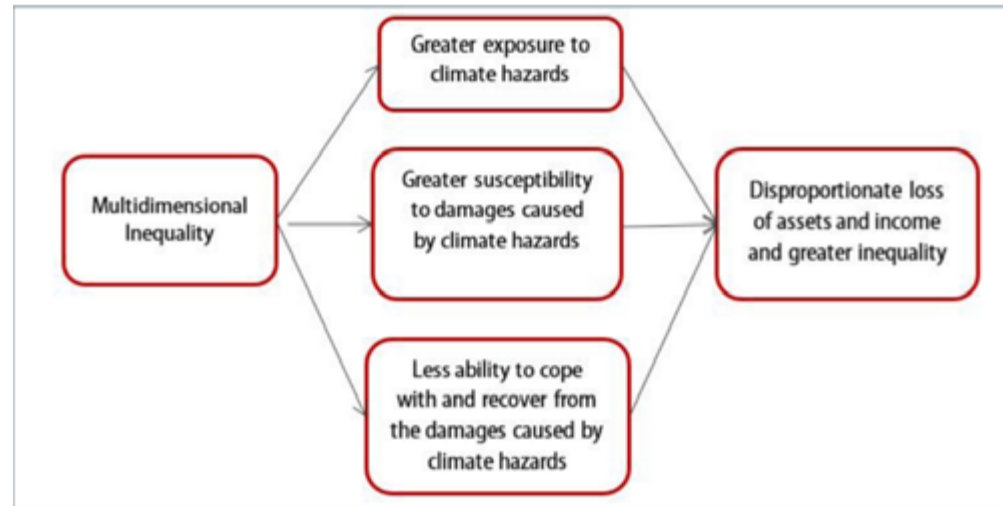 Greater exposure to
climate hazards
Multidimensional
Inequality
Greater susceptibility
to damages caused
by climate hazards
Disproportionate loss
of assets and income
and greater inequality
Less ability to cope
with and recover from
the damages caused by
climate hazards